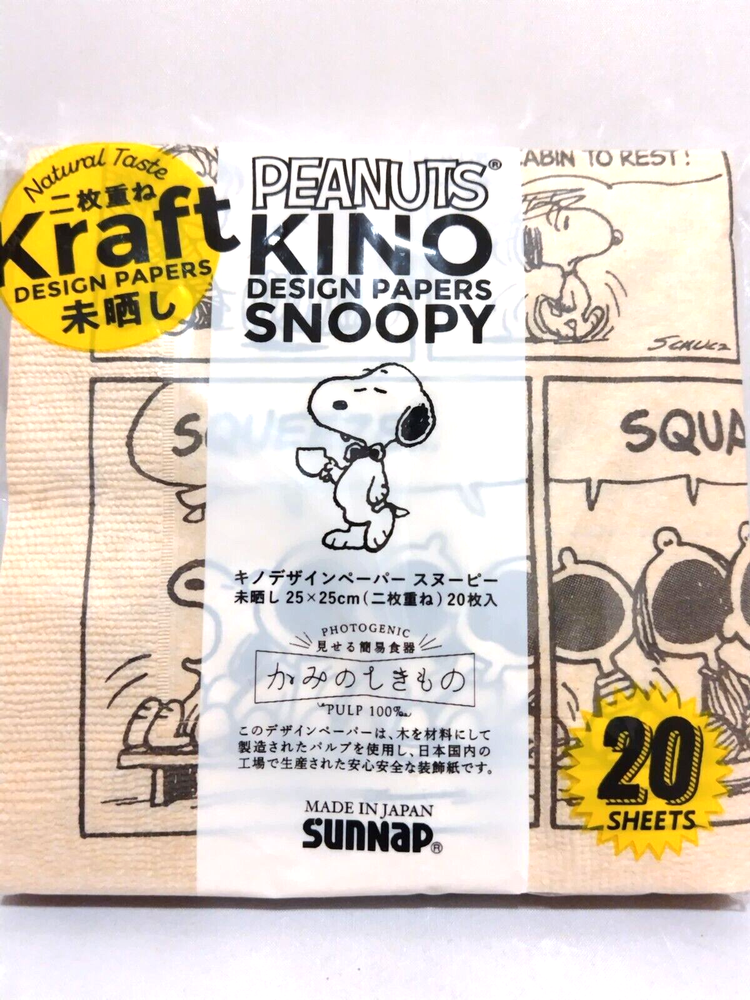 Natural Taste
二枚重ね
Kraft
DESIGN PAPERS
未晒し
PEANUTS®
KINO
DESIGN PAPERS
SNOOPY
CABIN TO REST!
SCHULZ
SQUEEZE
SQUA
キノデザインペーパー スヌーピー
未晒し 25×25cm(二枚重ね)20枚入
PHOTOGENIC
見せる簡易食器
かみのしきもの
PULP 100%
このデザインペーパーは、木を材料にして
製造されたパルプを使用し、日本国内の
工場で生産された安心安全な装飾紙です。
MADE IN JAPAN
SUNNAP®
20
SHEETS